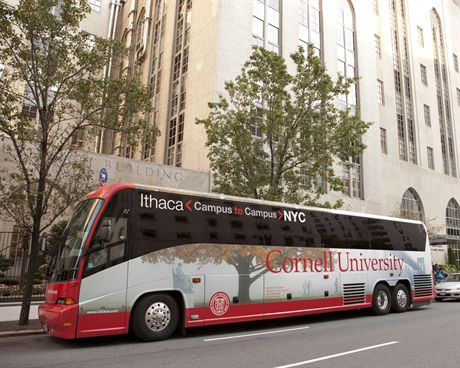 BUILDING
Ithaca < Campus to Campus > NYC
Cornell University